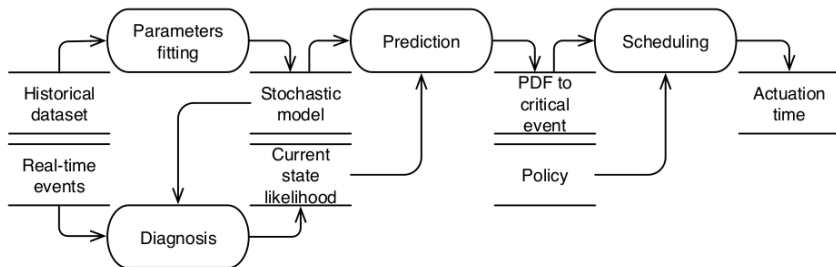 Parameters
fitting
Prediction
Scheduling
Historical
dataset
Stochastic
model
PDF to
critical
event
Actuation
time
Real-time
events
Current
state
likelihood
Policy
Diagnosis